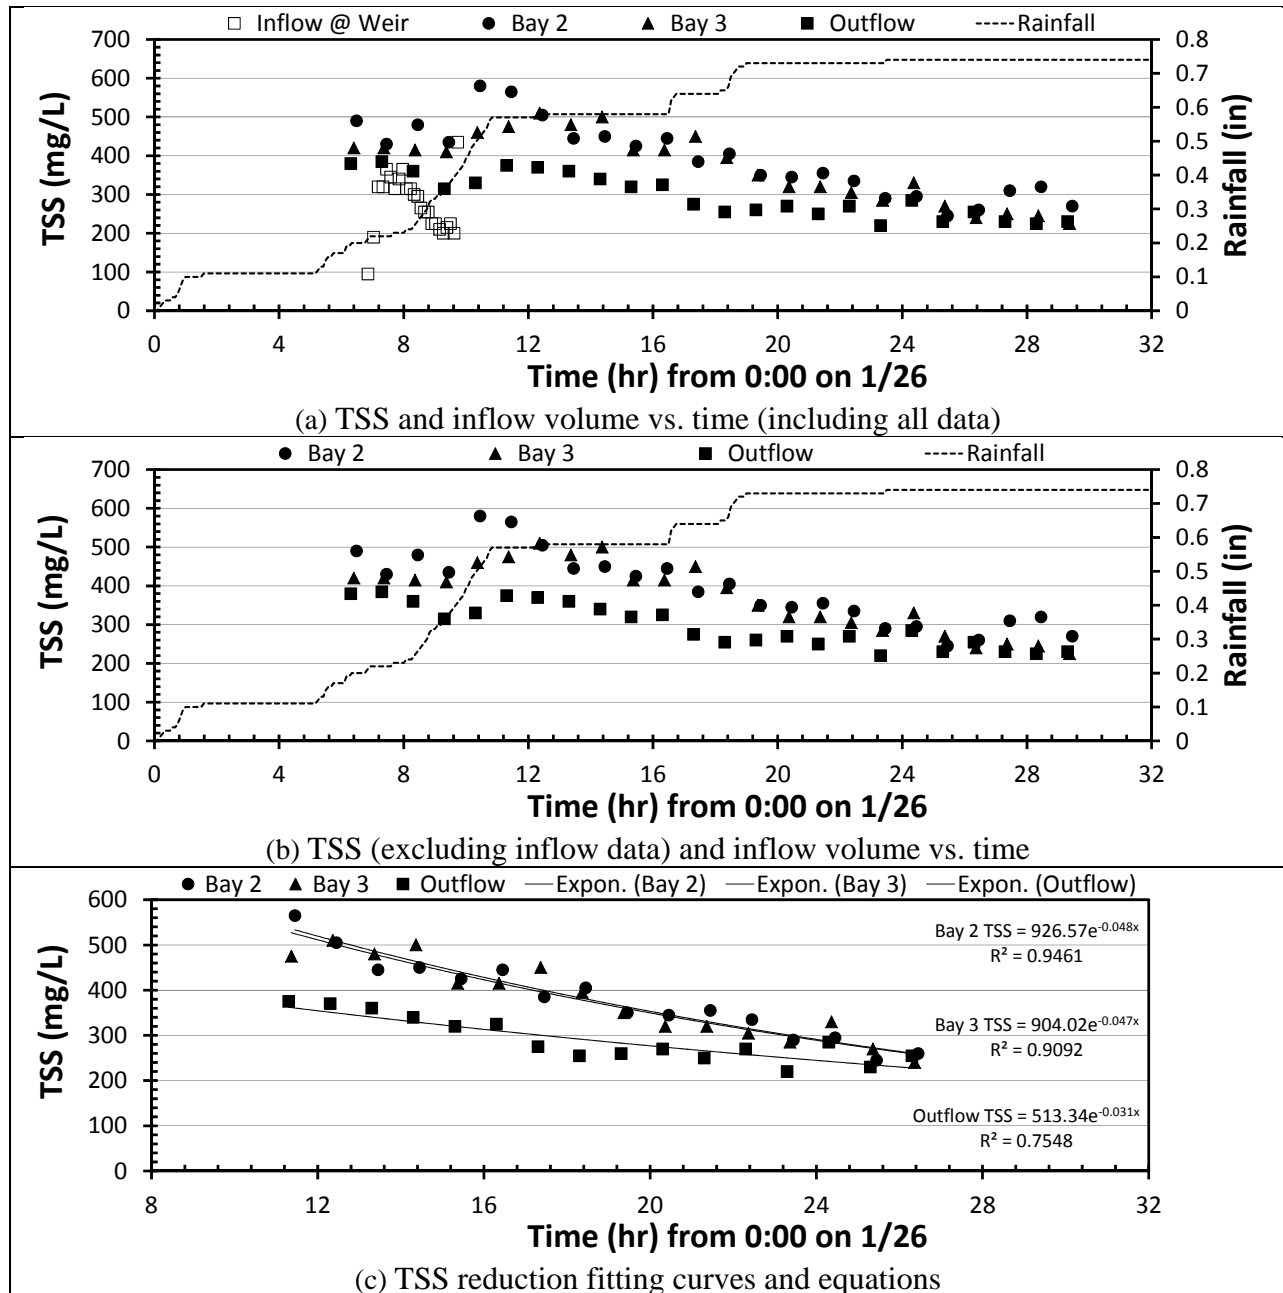 Inflow @ Weir Bay 2 Bay 3 Outflow Rainfall
700 0.8
600 0.7
500 0.6
400 0.5
300 0.4
200 0.3
100 0.2
0 0.1
0
TSS (mg/L)
Rainfall (in)
0 4 8 12 16 20 24 28 32
Time (hr) from 0:00 on 1/26
(a) TSS and inflow volume vs. time (including all data)
Bay 2 Bay 3 Outflow Rainfall
700 0.8
600 0.7
500 0.6
400 0.5
300 0.4
200 0.3
100 0.2
0 0.1
0
TSS (mg/L)
Rainfall (in)
0 4 8 12 16 20 24 28 32
Time (hr) from 0:00 on 1/26
(b) TSS (excluding inflow data) and inflow volume vs. time
Bay 2 Bay 3 Outflow Expon. (Bay 2) Expon. (Bay 3) Expon. (Outflow)
600
500
400
300
200
100
0
TSS (mg/L)
Bay 2 TSS = 926.57e^-0.048x
R² = 0.9461
Bay 3 TSS = 904.02e^-0.047x
R² = 0.9092
Outflow TSS = 513.34e^-0.031x
R² = 0.7548
8 12 16 20 24 28 32
Time (hr) from 0:00 on 1/26
(c) TSS reduction fitting curves and equations